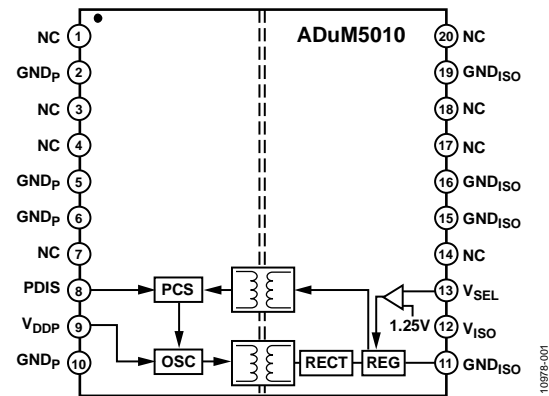 ADuM5010
NC 1
GNDP 2
NC 3
NC 4
GNDP 5
GNDP 6
NC 7
PDIS 8
VDDP 9
GNDP 10
20 NC
19 GNDISO
18 NC
17 NC
16 GNDISO
15 GNDISO
14 NC
13 VSEL
12 VISO
11 GNDISO
PCS
OSC
RECT
REG
1.25V
10978-001